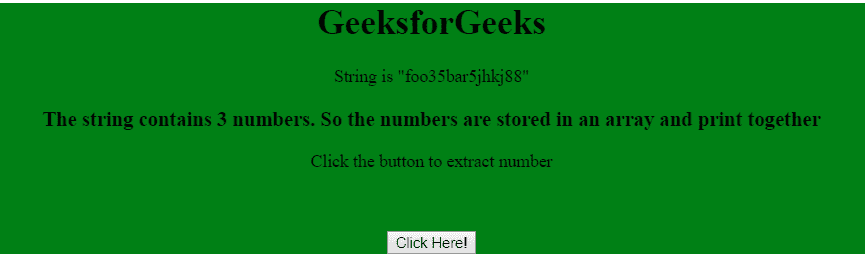 GeeksforGeeks
String is "foo35bar5jhkj88"
The string contains 3 numbers. So the numbers are stored in an array and print together
Click the button to extract number
Click Here!